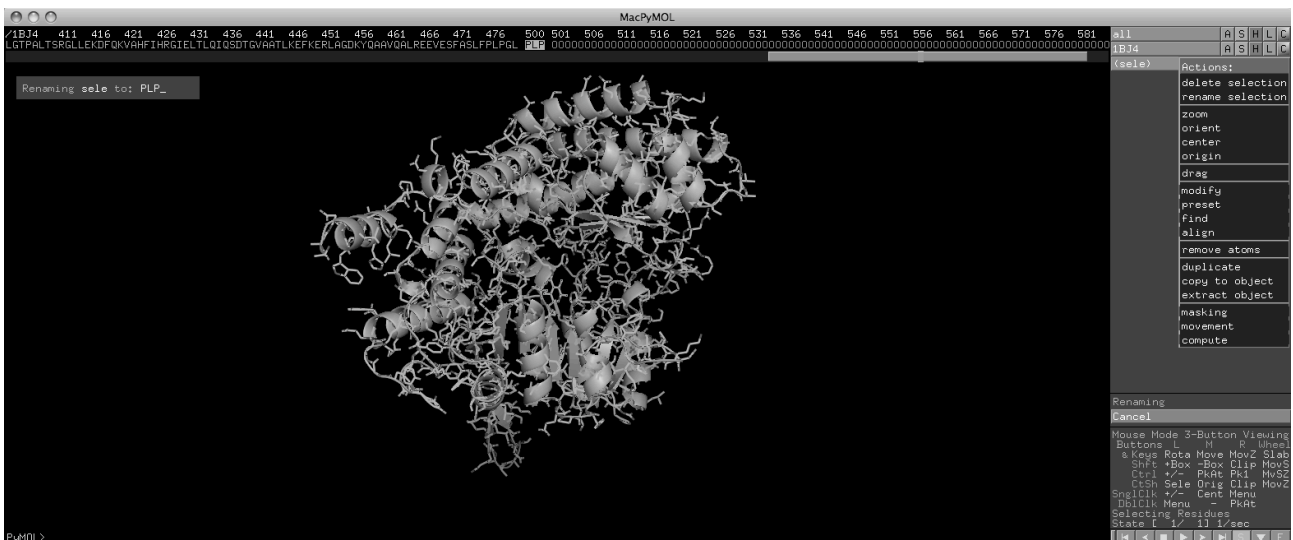 MacPyMOL
/1BJ4 411 416 421 426 431 436 441 446 451 456 461 466 471 476 500 501 506 511 516 521 526 531 536 541 546 551 556 561 566 571 576 581
LGTPALTSRGLLEKDFQKVAHFIHRGIELTLQIQSDTGVAATLKEFKERLAGDKYQAAVQALREEVESFASLFPLPGL PLP
all A S H L C
1BJ4 A S H L C
(sele)
Actions:
delete selection
rename selection
Renaming sele to: PLP_
zoom
orient
center
origin
drag
modify
preset
find
align
remove atoms
duplicate
copy to object
extract object
masking
movement
compute
Renaming
Cancel
Mouse Mode 3-Button Viewing
Buttons L M R Wheel
& Keys Rota Move MovZ Slab
Shft +Box -Box Clip MovS
Ctrl +/- PkAt Pk1 MvSZ
CtSh Sele Orig Clip MovZ
SnglClk +/- Cent Menu
DblClk Menu - PkAt
Selecting Residues
State [ 1/ 1] 1/sec
PyMOL>
S F